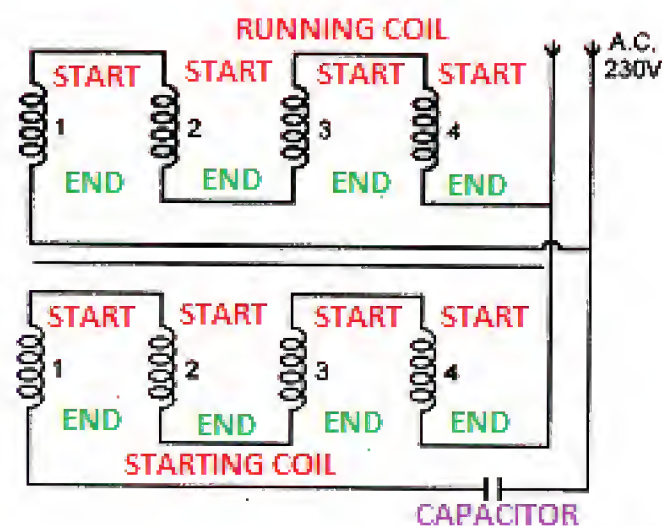 RUNNING COIL
A.C.
230V
START START START START
1 2 3 4
END END END END
START START START START
1 2 3 4
END END END END
STARTING COIL
CAPACITOR